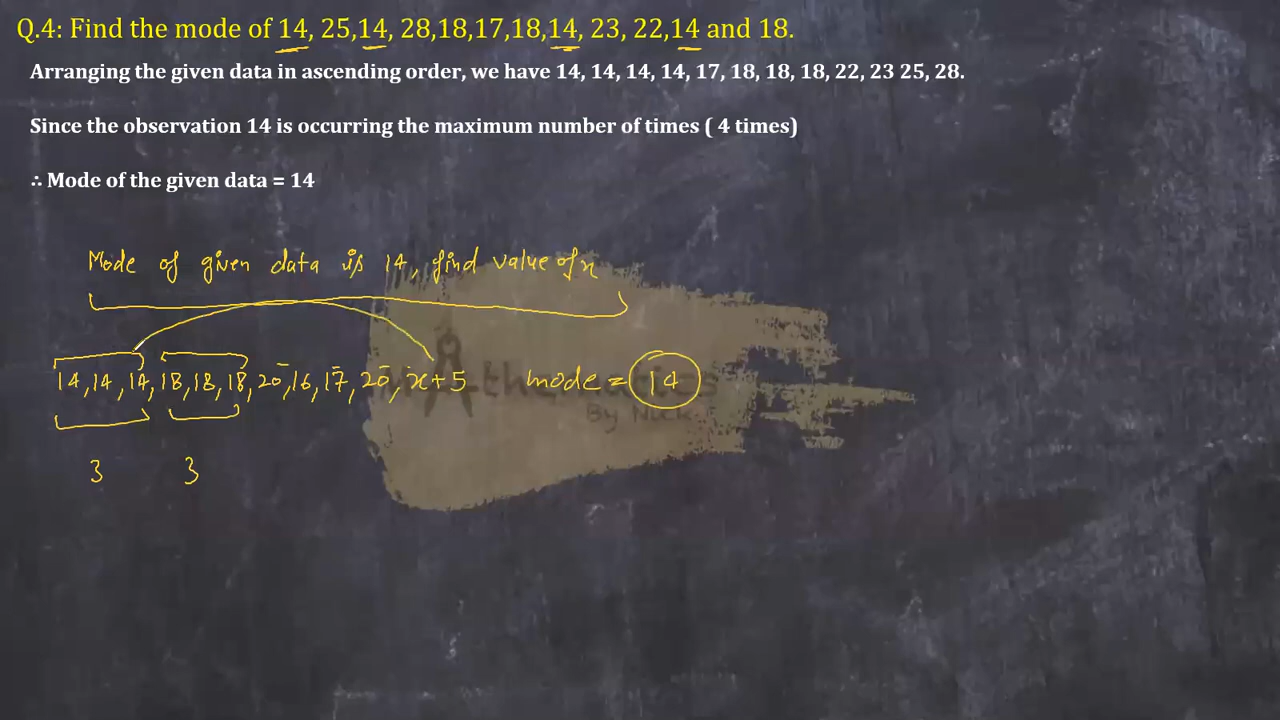 Q.4: Find the mode of 14, 25,14, 28,18,17,18,14, 23, 22,14 and 18.
Arranging the given data in ascending order, we have 14, 14, 14, 14, 17, 18, 18, 18, 22, 23 25, 28.
Since the observation 14 is occurring the maximum number of times ( 4 times)
∴ Mode of the given data = 14
Mode of given data is 14, find value of x
14,14,14,18,18,18,20,16,17,20,x+5 mode = 14
thematics
By Nick
3 3